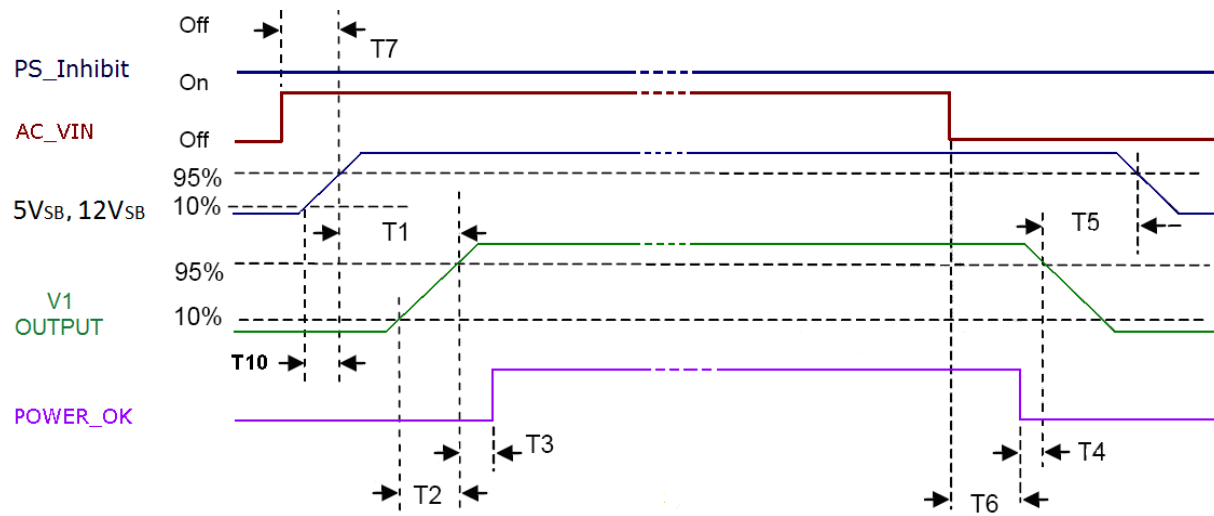 Off
T7
PS_Inhibit
On
AC_VIN
Off
95%
5VSB, 12VSB
10%
T1
T5
95%
V1
OUTPUT
10%
T10
POWER_OK
T3
T4
T2
T6